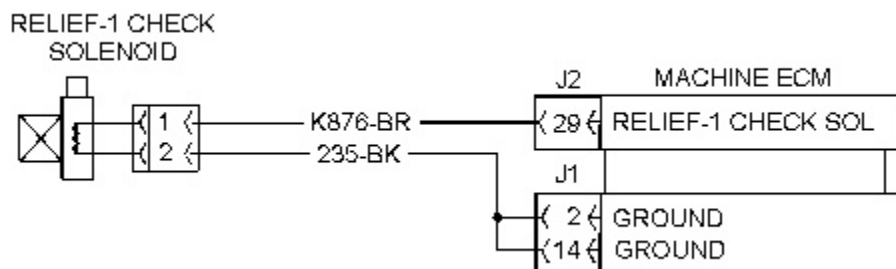 RELIEF-1 CHECK
SOLENOID
J2 MACHINE ECM
1 K876-BR 29 RELIEF-1 CHECK SOL
2 235-BK
J1
2 GROUND
14 GROUND